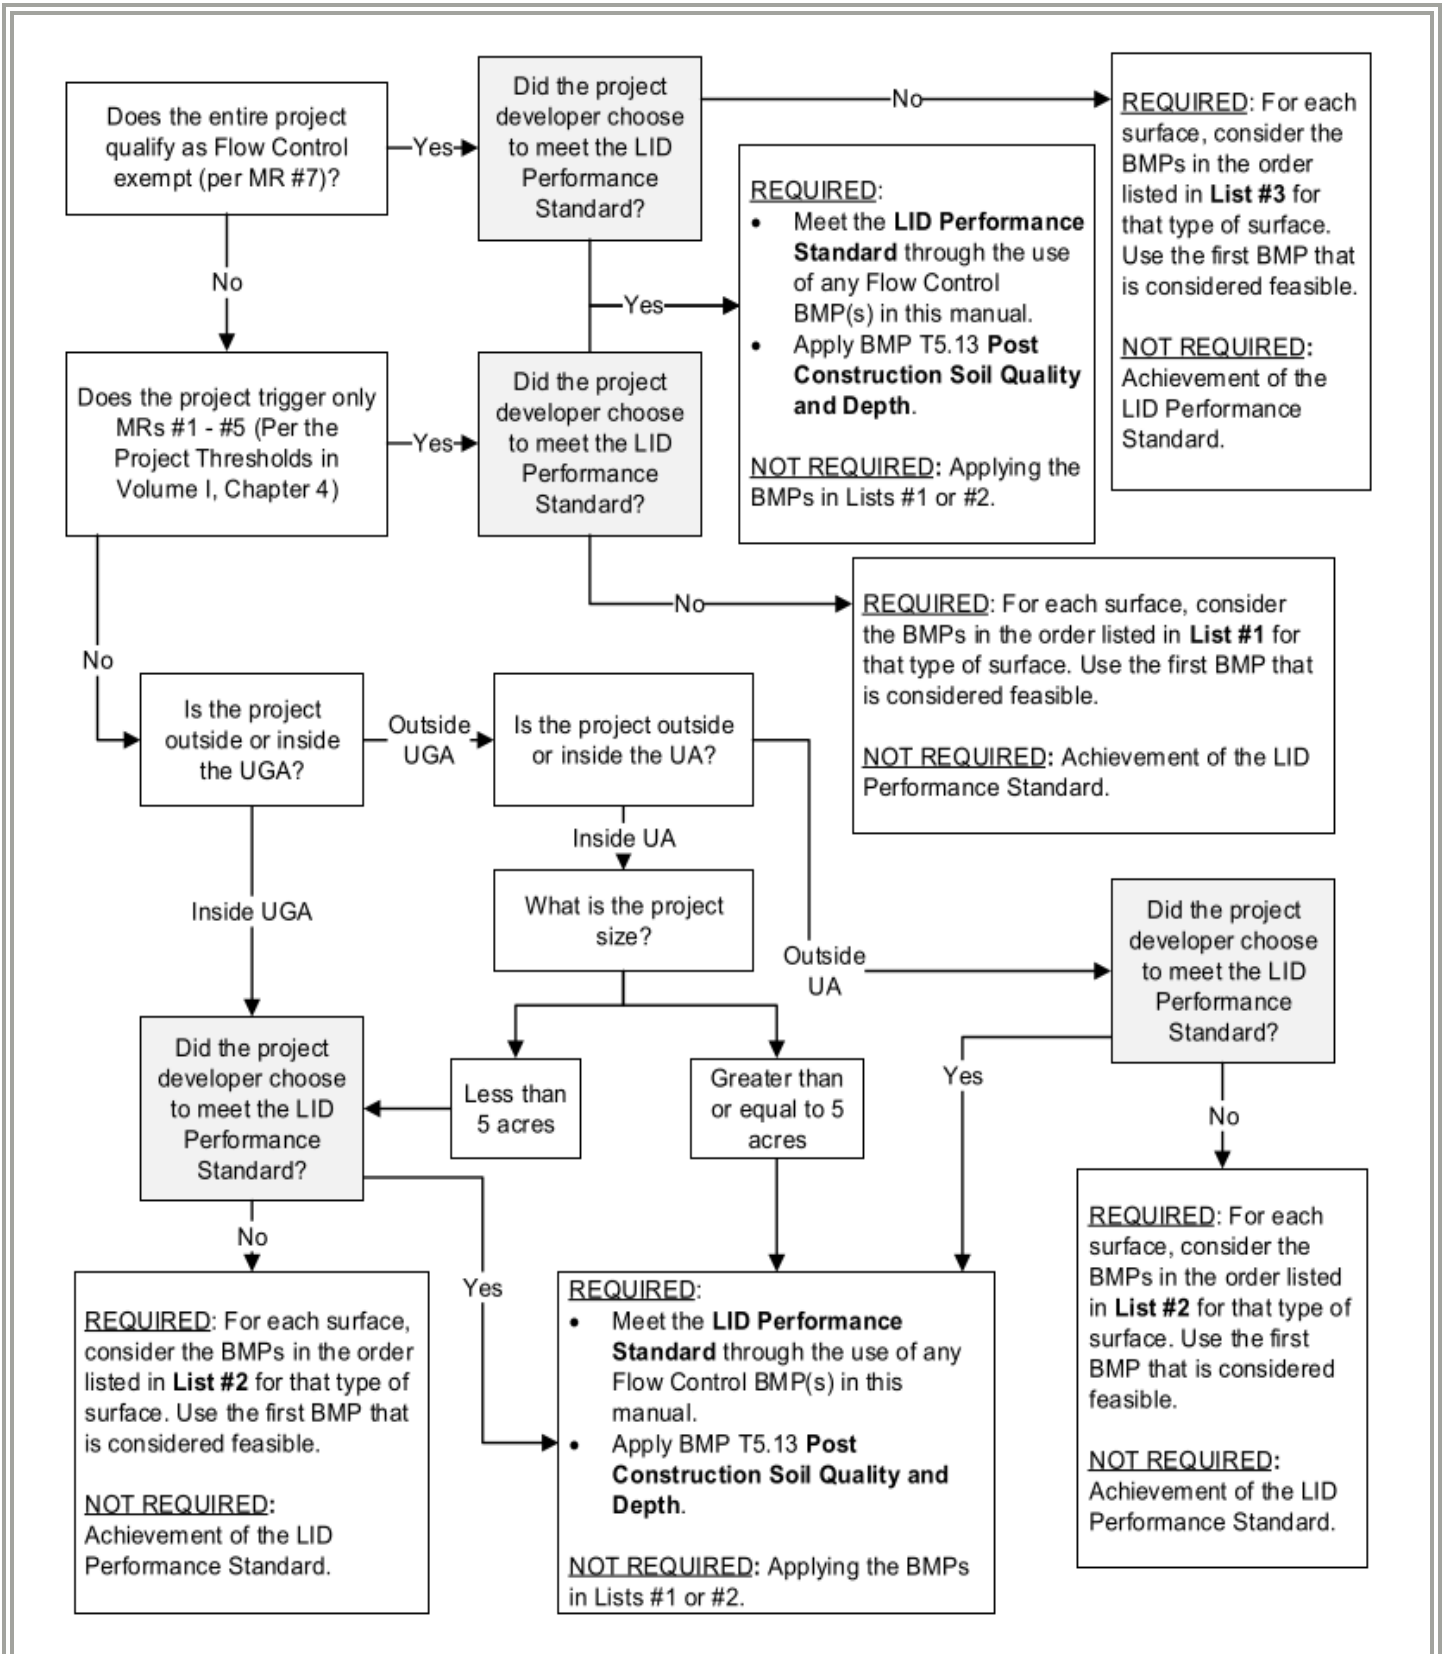 Does the entire project
qualify as Flow Control
exempt (per MR #7)?
Yes
Did the project
developer choose
to meet the LID
Performance
Standard?
No
REQUIRED: For each
surface, consider the
BMPs in the order
listed in List #3 for
that type of surface.
Use the first BMP that
is considered feasible.
NOT REQUIRED:
Achievement of the
LID Performance
Standard.
No
Yes
REQUIRED:
• Meet the LID Performance
Standard through the use
of any Flow Control
BMP(s) in this manual.
• Apply BMP T5.13 Post
Construction Soil Quality
and Depth.
NOT REQUIRED: Applying the
BMPs in Lists #1 or #2.
Does the project trigger only
MRs #1 - #5 (Per the
Project Thresholds in
Volume I, Chapter 4)
Yes
Did the project
developer choose
to meet the LID
Performance
Standard?
No
REQUIRED: For each surface, consider
the BMPs in the order listed in List #1 for
that type of surface. Use the first BMP that
is considered feasible.
NOT REQUIRED: Achievement of the LID
Performance Standard.
No
Is the project
outside or inside
the UGA?
Outside
UGA
Is the project outside
or inside the UA?
Inside UA
What is the project
size?
Inside UGA
Outside
UA
Did the project
developer choose
to meet the LID
Performance
Standard?
Did the project
developer choose
to meet the LID
Performance
Standard?
Less than
5 acres
Greater than
or equal to 5
acres
Yes
No
No
Yes
REQUIRED: For each surface,
consider the BMPs in the order
listed in List #2 for that type of
surface. Use the first BMP that
is considered feasible.
NOT REQUIRED:
Achievement of the LID
Performance Standard.
REQUIRED:
• Meet the LID Performance
Standard through the use of any
Flow Control BMP(s) in this
manual.
• Apply BMP T5.13 Post
Construction Soil Quality and
Depth.
NOT REQUIRED: Applying the BMPs
in Lists #1 or #2.
REQUIRED: For each
surface, consider the
BMPs in the order listed
in List #2 for that type of
surface. Use the first
BMP that is considered
feasible.
NOT REQUIRED:
Achievement of the LID
Performance Standard.